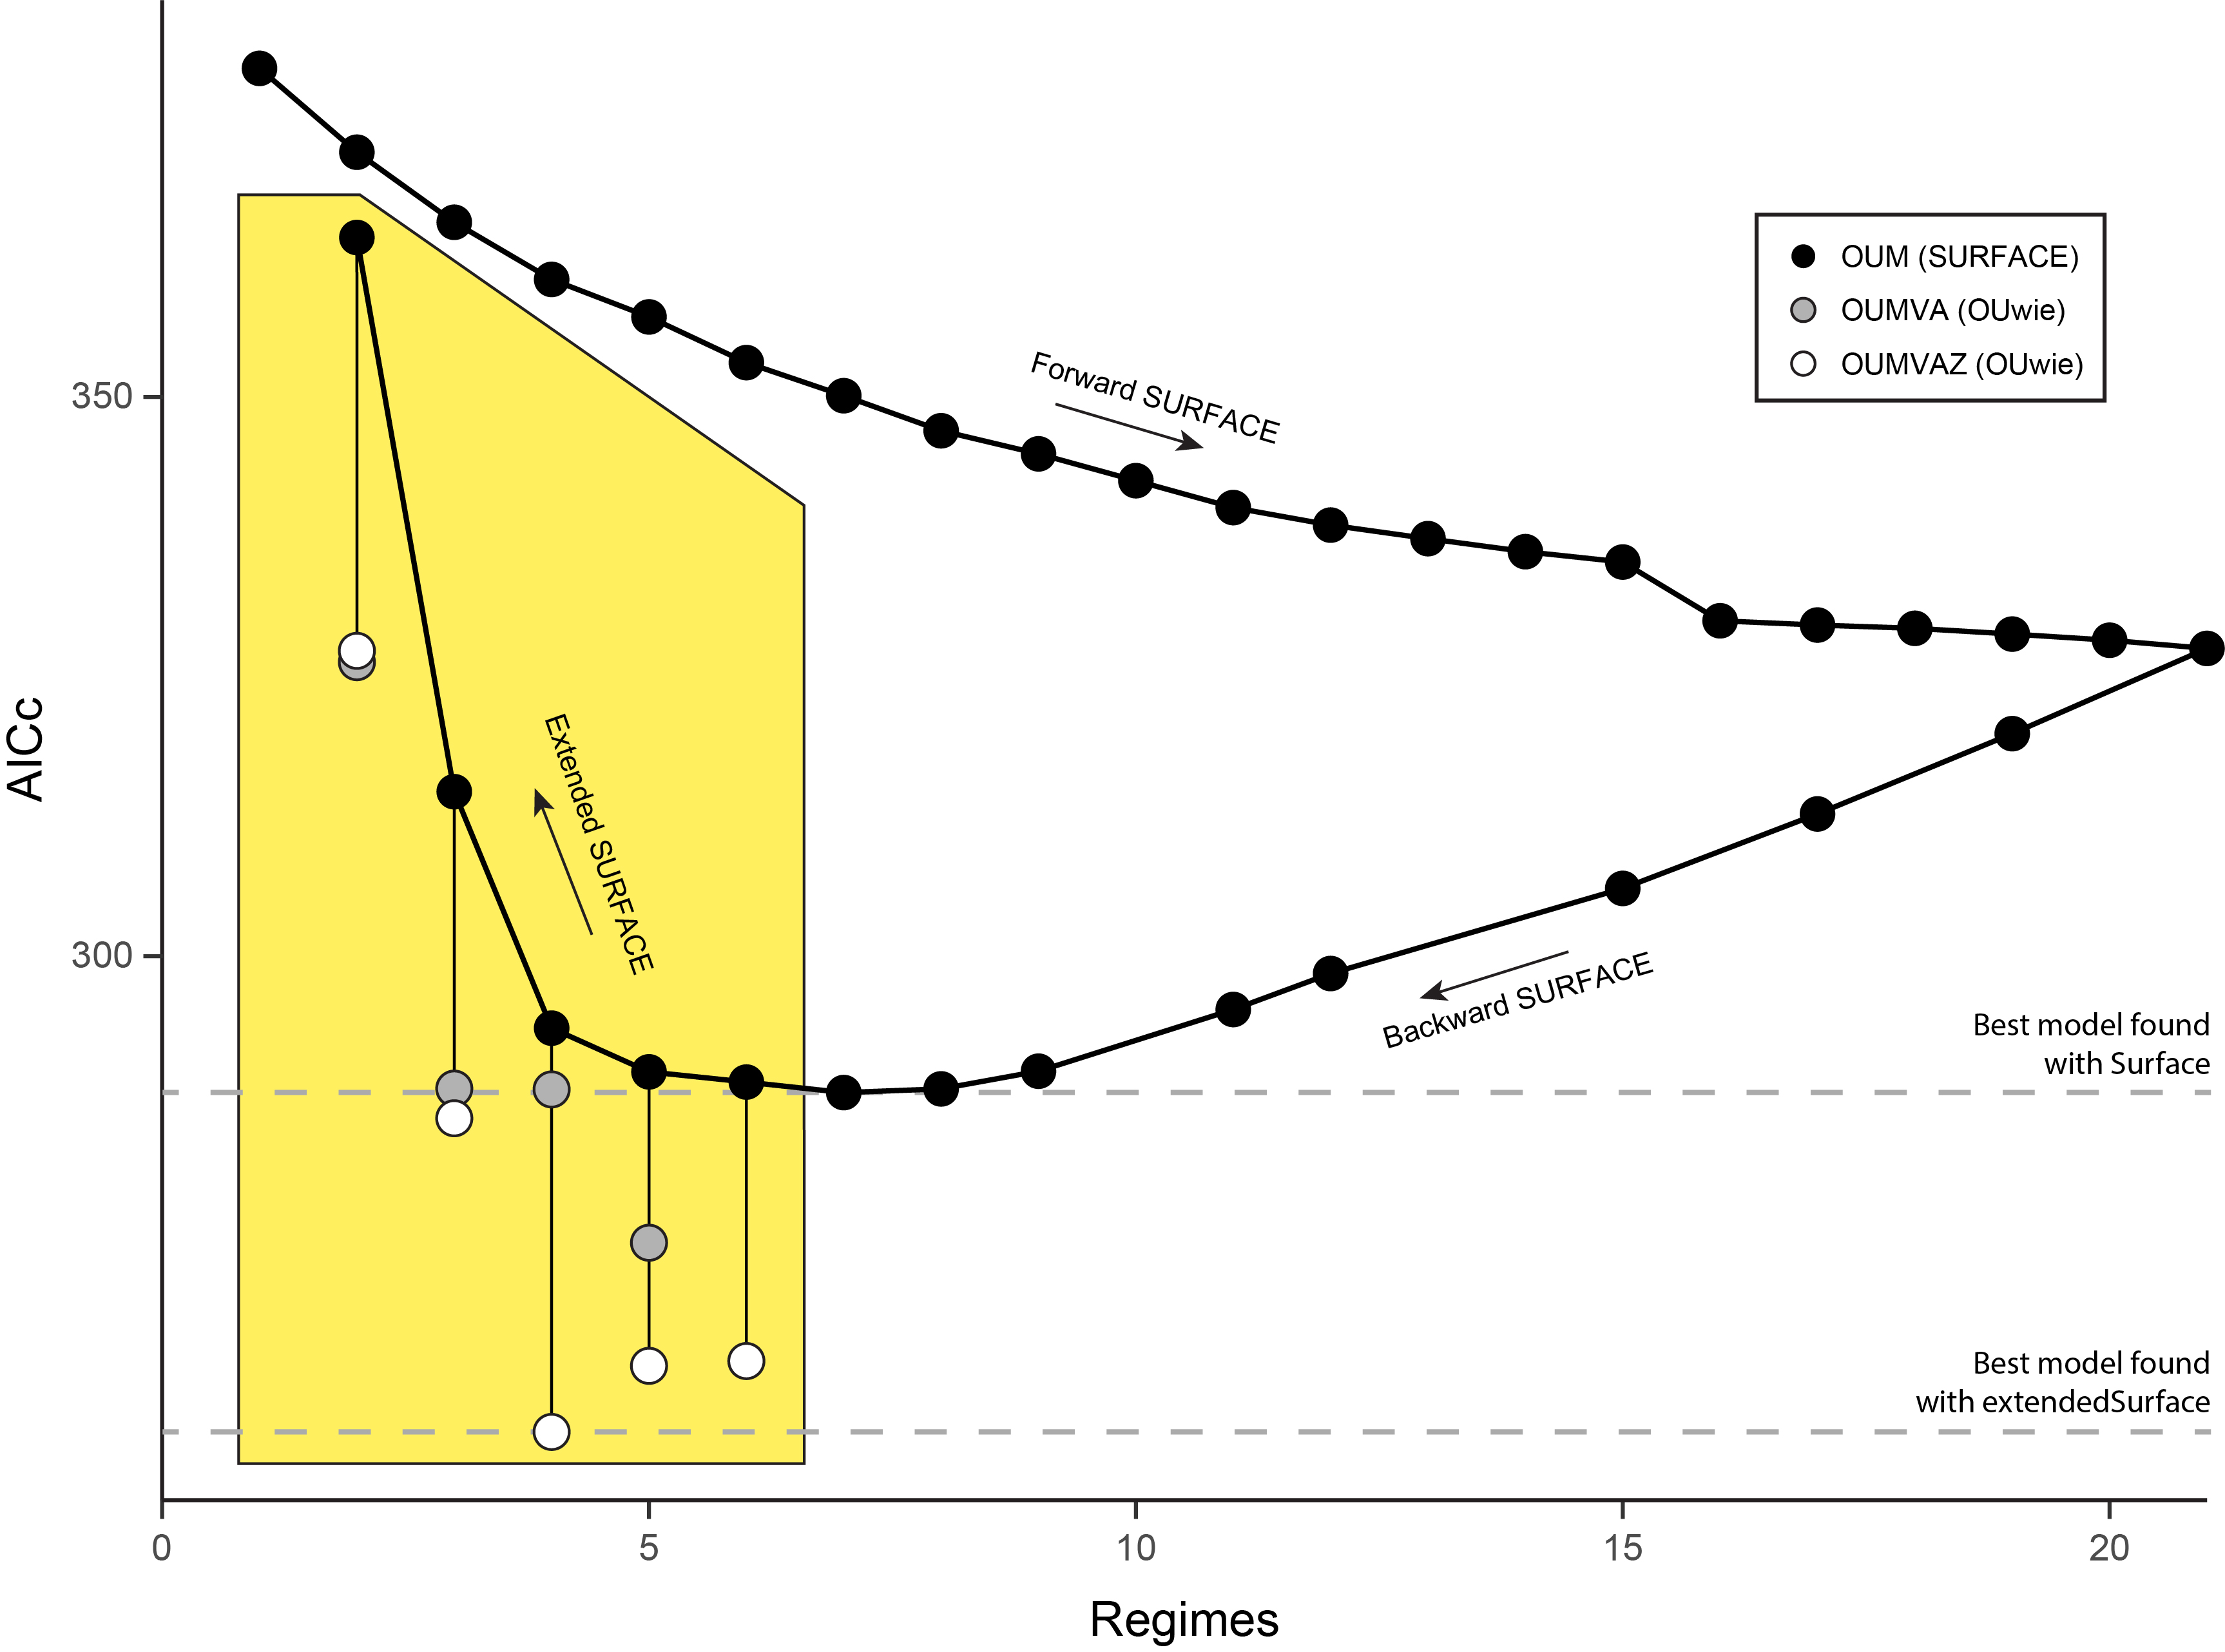 OUM (SURFACE)
OUMVA (OUwie)
OUMVAZ (OUwie)
Forward SURFACE
350
Extended SURFACE
AICc
300
Backward SURFACE
Best model found
with Surface
Best model found
with extendedSurface
0
5
10
15
20
Regimes